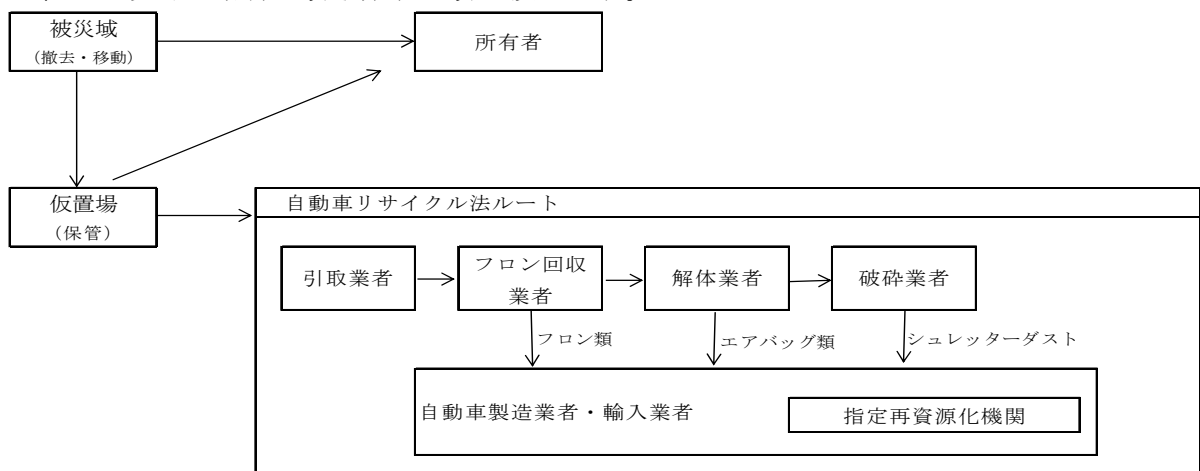 被災域
(撤去・移動)
所有者
仮置場
(保管)
自動車リサイクル法ルート
引取業者
フロン回収
業者
解体業者
破砕業者
フロン類
エアバッグ類
シュレッターダスト
自動車製造業者・輸入業者
指定再資源化機関